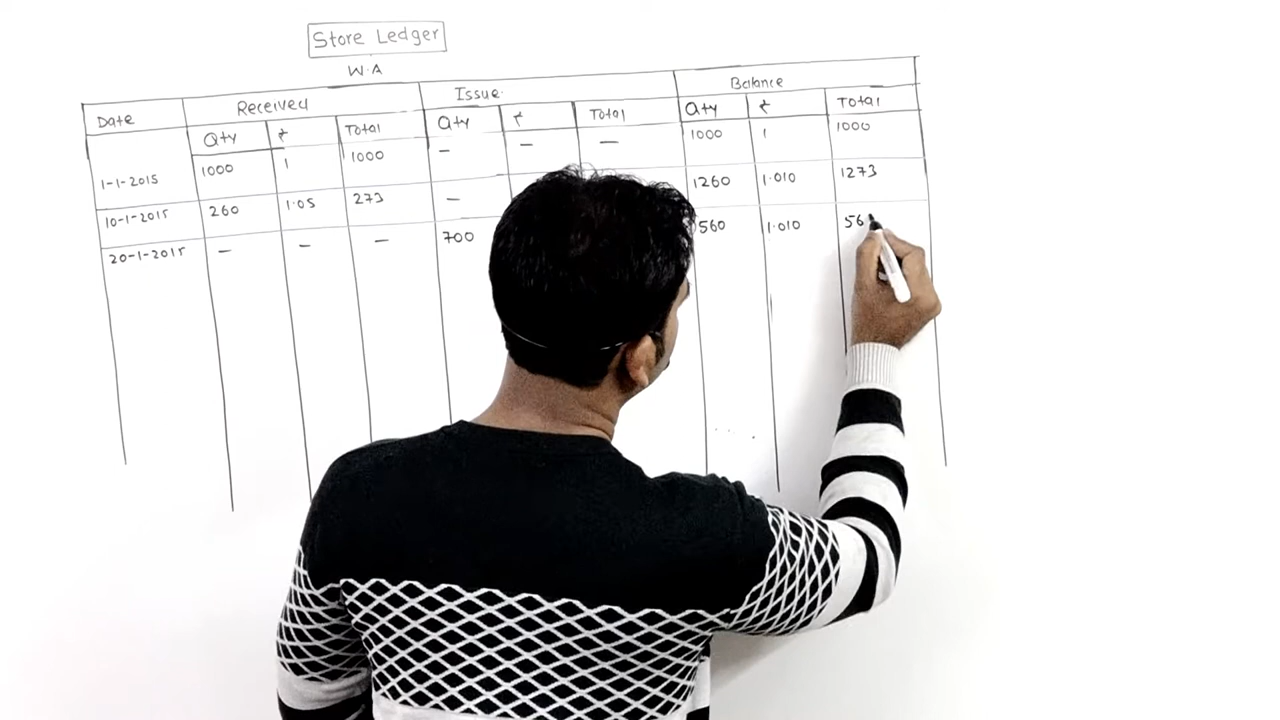 Store Ledger
W.A
Date Received Issue Balance
Qty ₹ Total Qty ₹ Total Qty ₹ Total
1-1-2015 1000 1 1000 – – – 1000 1 1000
10-1-2015 260 1.05 273 – 1260 1.010 1273
20-1-2015 – – – 700 560 1.010 56